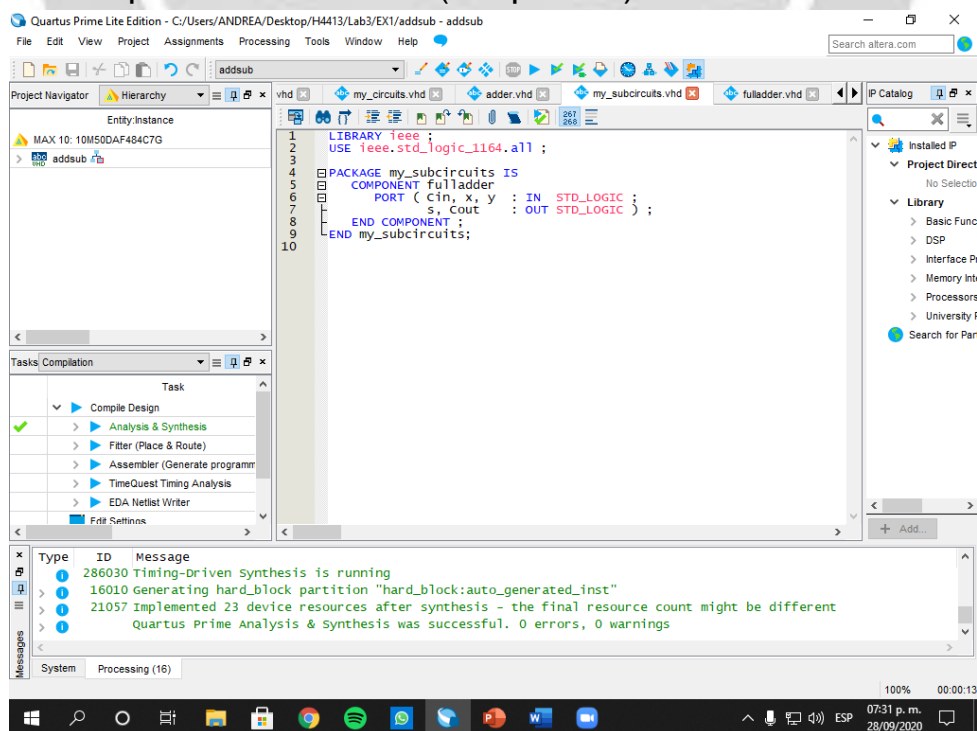 Quartus Prime Lite Edition - C:/Users/ANDREA/Desktop/H4413/Lab3/EX1/addsub - addsub
File Edit View Project Assignments Processing Tools Window Help
Search altera.com
addsub
Project Navigator Hierarchy
vhd my_circuits.vhd adder.vhd my_subcircuits.vhd fulladder.vhd
IP Catalog
Entity:Instance
MAX 10: 10M50DAF484C7G
addsub
267
268
1 LIBRARY ieee ;
2 USE ieee.std_logic_1164.all ;
3
4 PACKAGE my_subcircuits IS
5 COMPONENT fulladder
6 PORT ( Cin, x, y : IN STD_LOGIC ;
7 s, Cout : OUT STD_LOGIC ) ;
8 END COMPONENT ;
9 END my_subcircuits;
10
Installed IP
Project Direct
No Selectio
Library
Basic Func
DSP
Interface Pr
Memory Inte
Processors
University P
Search for Par
+ Add...
Tasks Compilation
Task
Compile Design
Analysis & Synthesis
Fitter (Place & Route)
Assembler (Generate programm
TimeQuest Timing Analysis
EDA Netlist Writer
Edit Settings
Type ID Message
286030 Timing-Driven Synthesis is running
16010 Generating hard_block partition "hard_block:auto_generated_inst"
21057 Implemented 23 device resources after synthesis - the final resource count might be different
Quartus Prime Analysis & Synthesis was successful. 0 errors, 0 warnings
Messages
System Processing (16)
100% 00:00:13
ESP
07:31 p. m.
28/09/2020